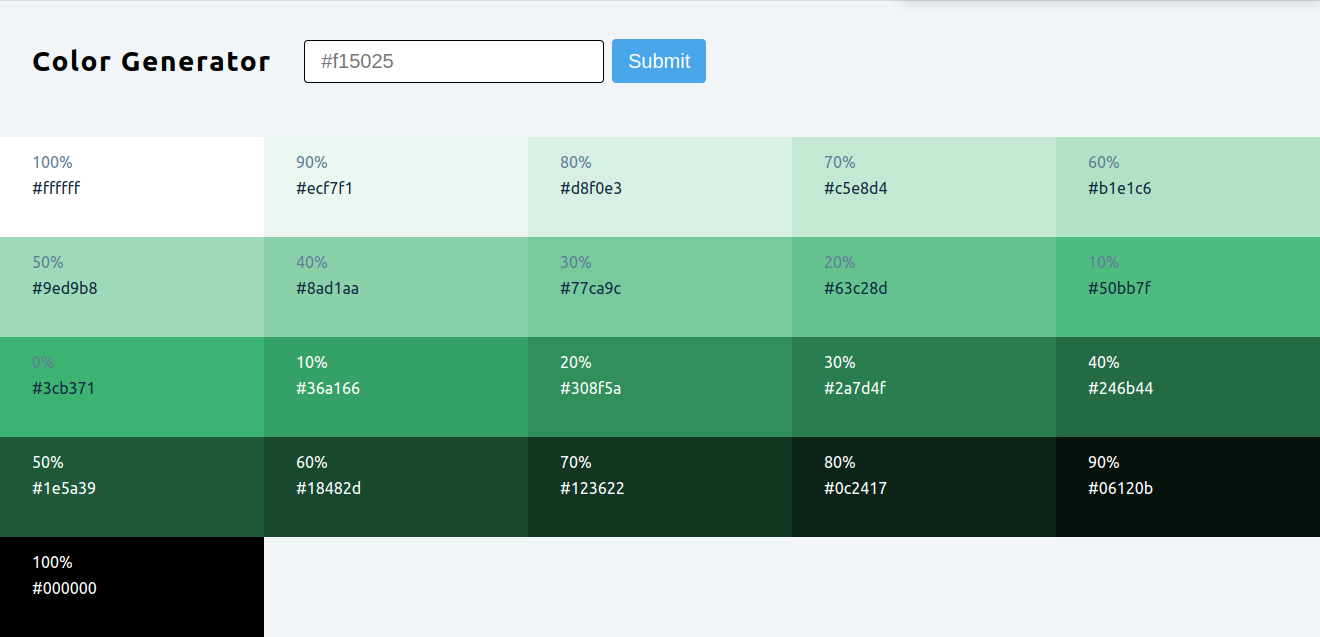 Color Generator
#f15025
Submit
100%
#ffffff
90%
#ecf7f1
80%
#d8f0e3
70%
#c5e8d4
60%
#b1e1c6
50%
#9ed9b8
40%
#8ad1aa
30%
#77ca9c
20%
#63c28d
10%
#50bb7f
0%
#3cb371
10%
#36a166
20%
#308f5a
30%
#2a7d4f
40%
#246b44
50%
#1e5a39
60%
#18482d
70%
#123622
80%
#0c2417
90%
#06120b
100%
#000000